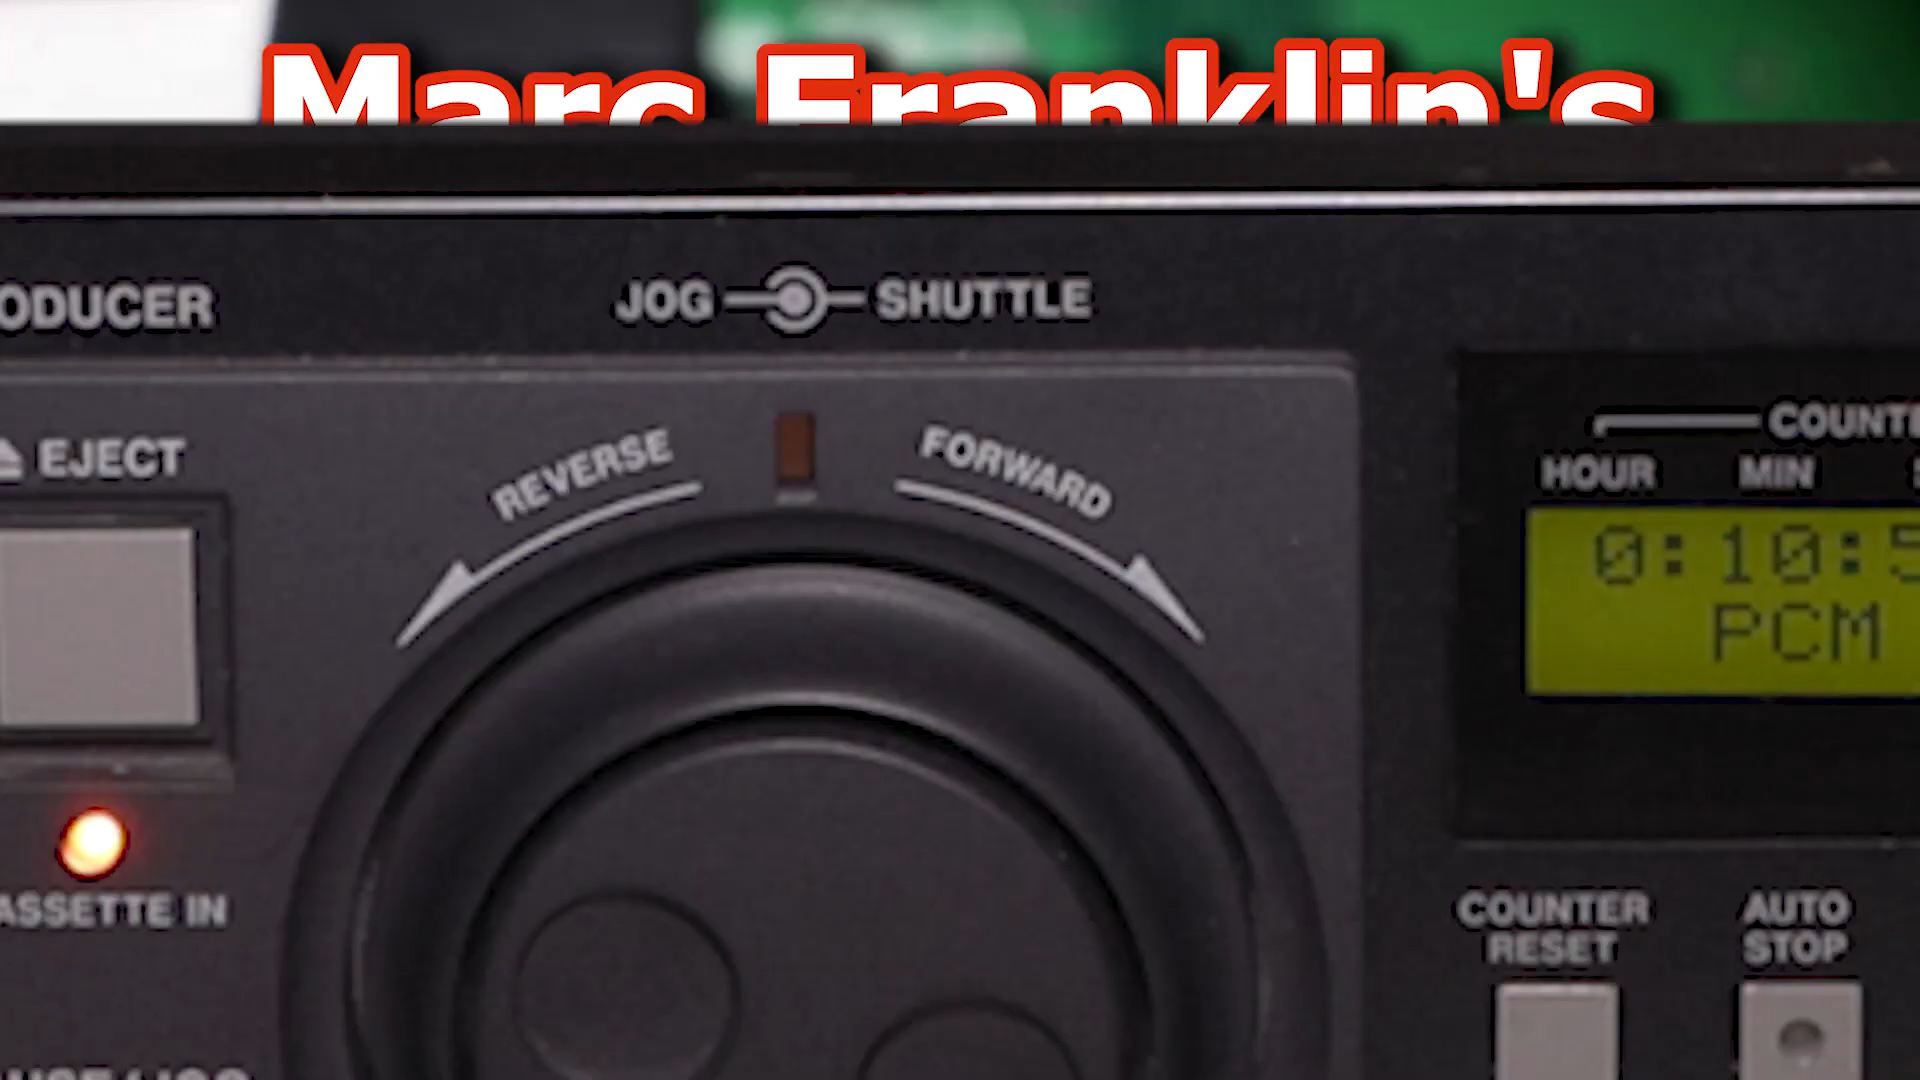 Marc Franklin's
ODUCER
JOG SHUTTLE
EJECT
REVERSE
FORWARD
COUNTE
HOUR MIN
0:10:5
PCM
ASSETTE IN
COUNTER
RESET
AUTO
STOP